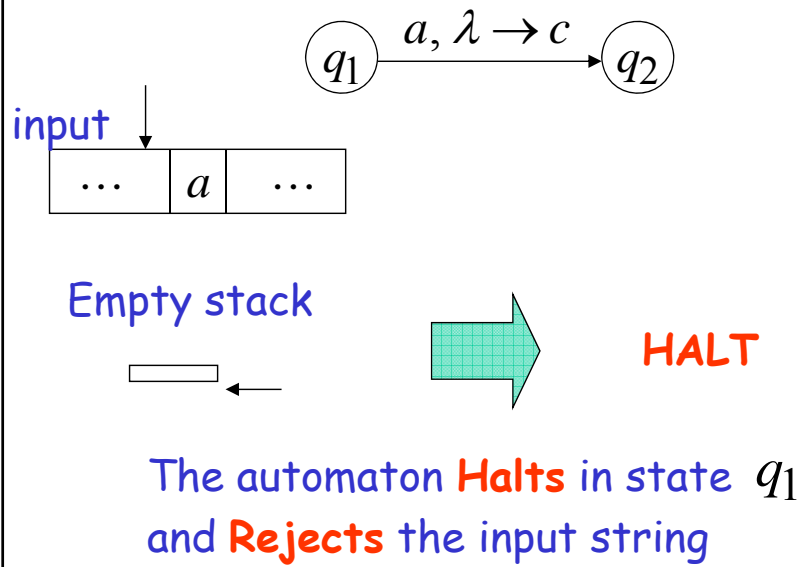 a, λ → c
q1 q2
input
... a ...
Empty stack
HALT
The automaton Halts in state q1
and Rejects the input string